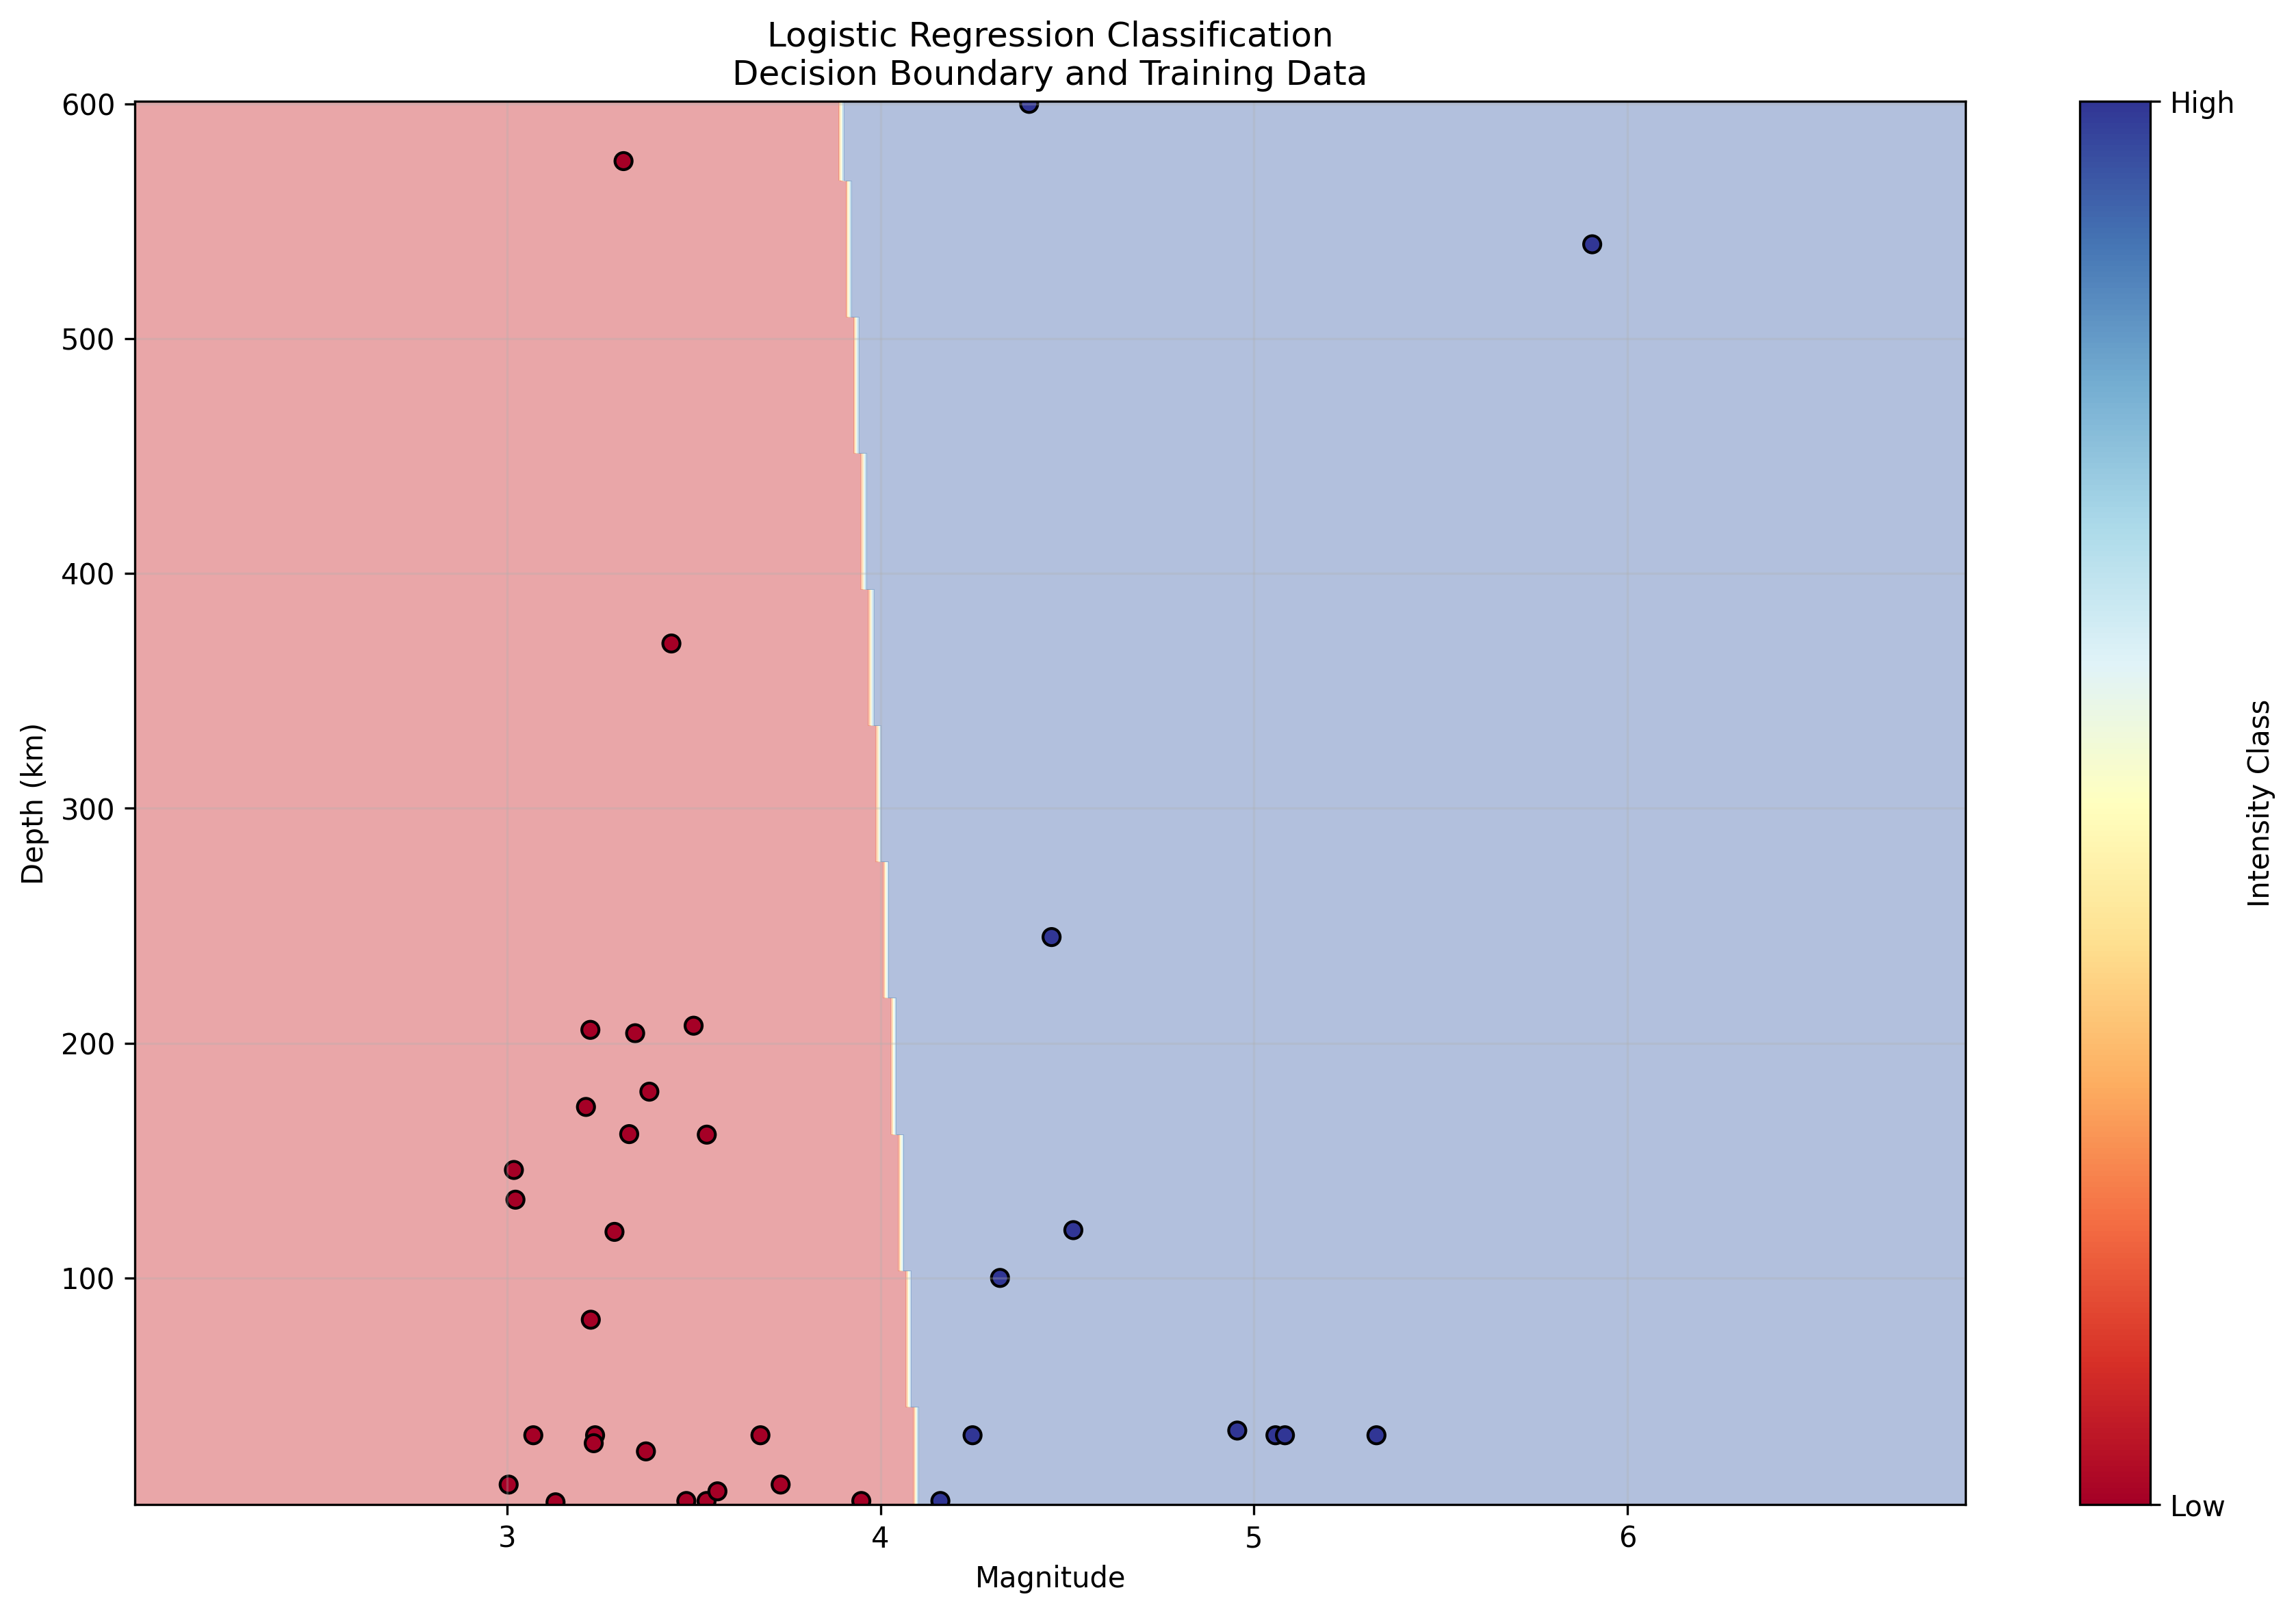 Logistic Regression Classification
Decision Boundary and Training Data
600
500
400
300
200
100
Depth (km)
3
4
5
6
Magnitude
High
Low
Intensity Class